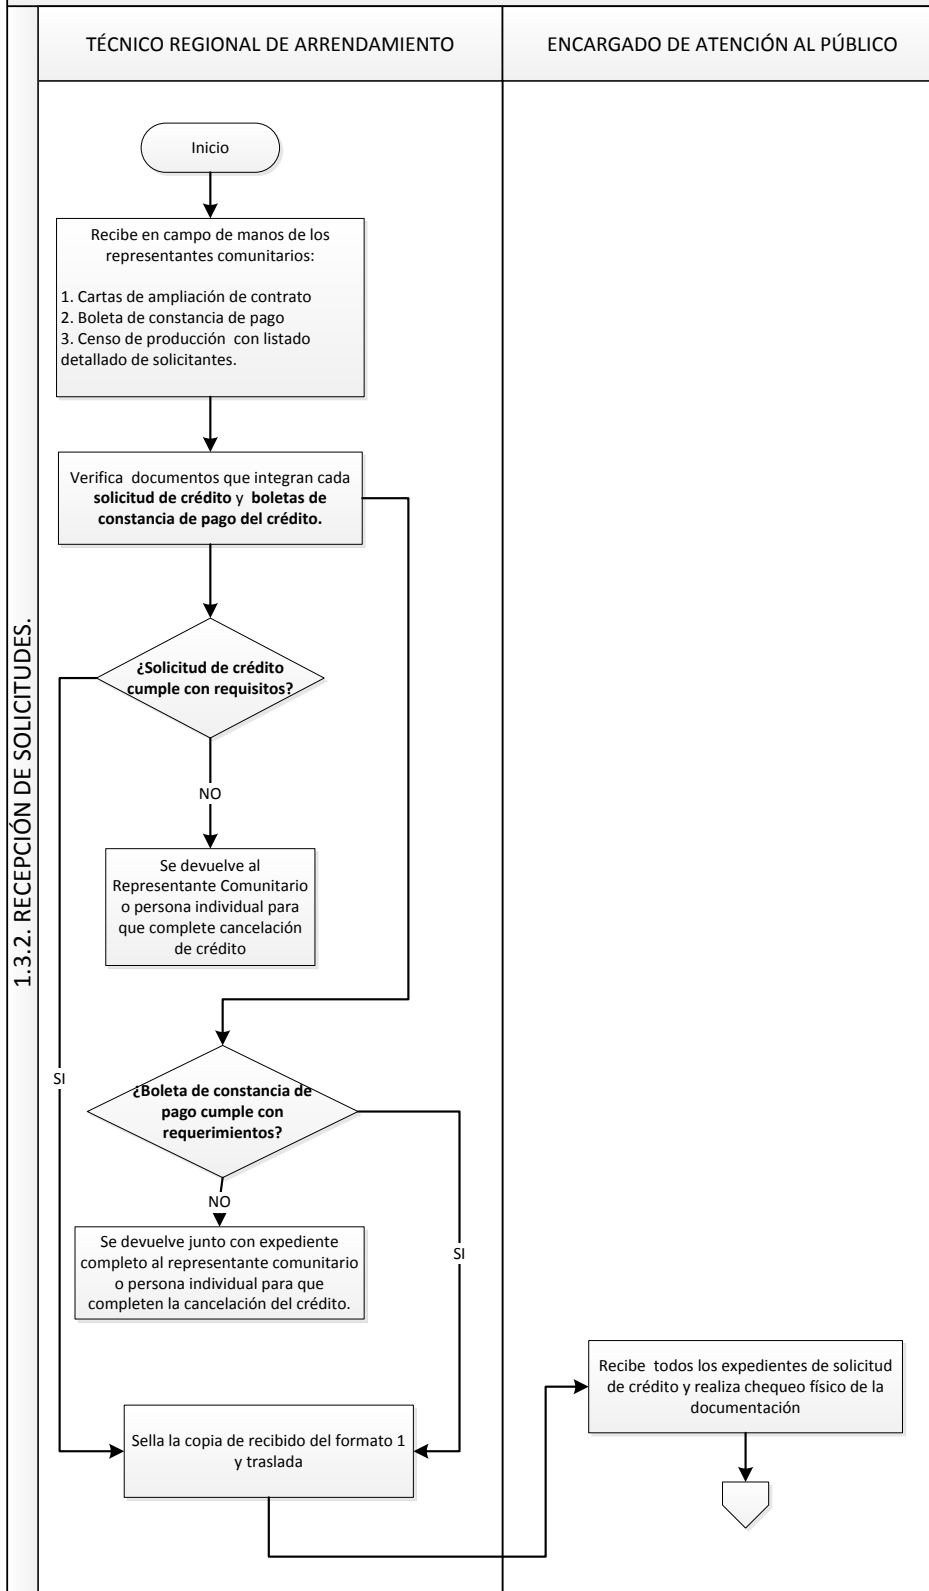 TÉCNICO REGIONAL DE ARRENDAMIENTO
ENCARGADO DE ATENCIÓN AL PÚBLICO
1.3.2. RECEPCIÓN DE SOLICITUDES.
Inicio
Recibe en campo de manos de los
representantes comunitarios:
1. Cartas de ampliación de contrato
2. Boleta de constancia de pago
3. Censo de producción con listado
detallado de solicitantes.
Verifica documentos que integran cada
solicitud de crédito y boletas de
constancia de pago del crédito.
¿Solicitud de crédito
cumple con requisitos?
NO
Se devuelve al
Representante Comunitario
o persona individual para
que complete cancelación
de crédito
SI
¿Boleta de constancia de
pago cumple con
requerimientos?
NO
SI
Se devuelve junto con expediente
completo al representante comunitario
o persona individual para que
completen la cancelación del crédito.
Sella la copia de recibido del formato 1
y traslada
Recibe todos los expedientes de solicitud
de crédito y realiza chequeo físico de la
documentación